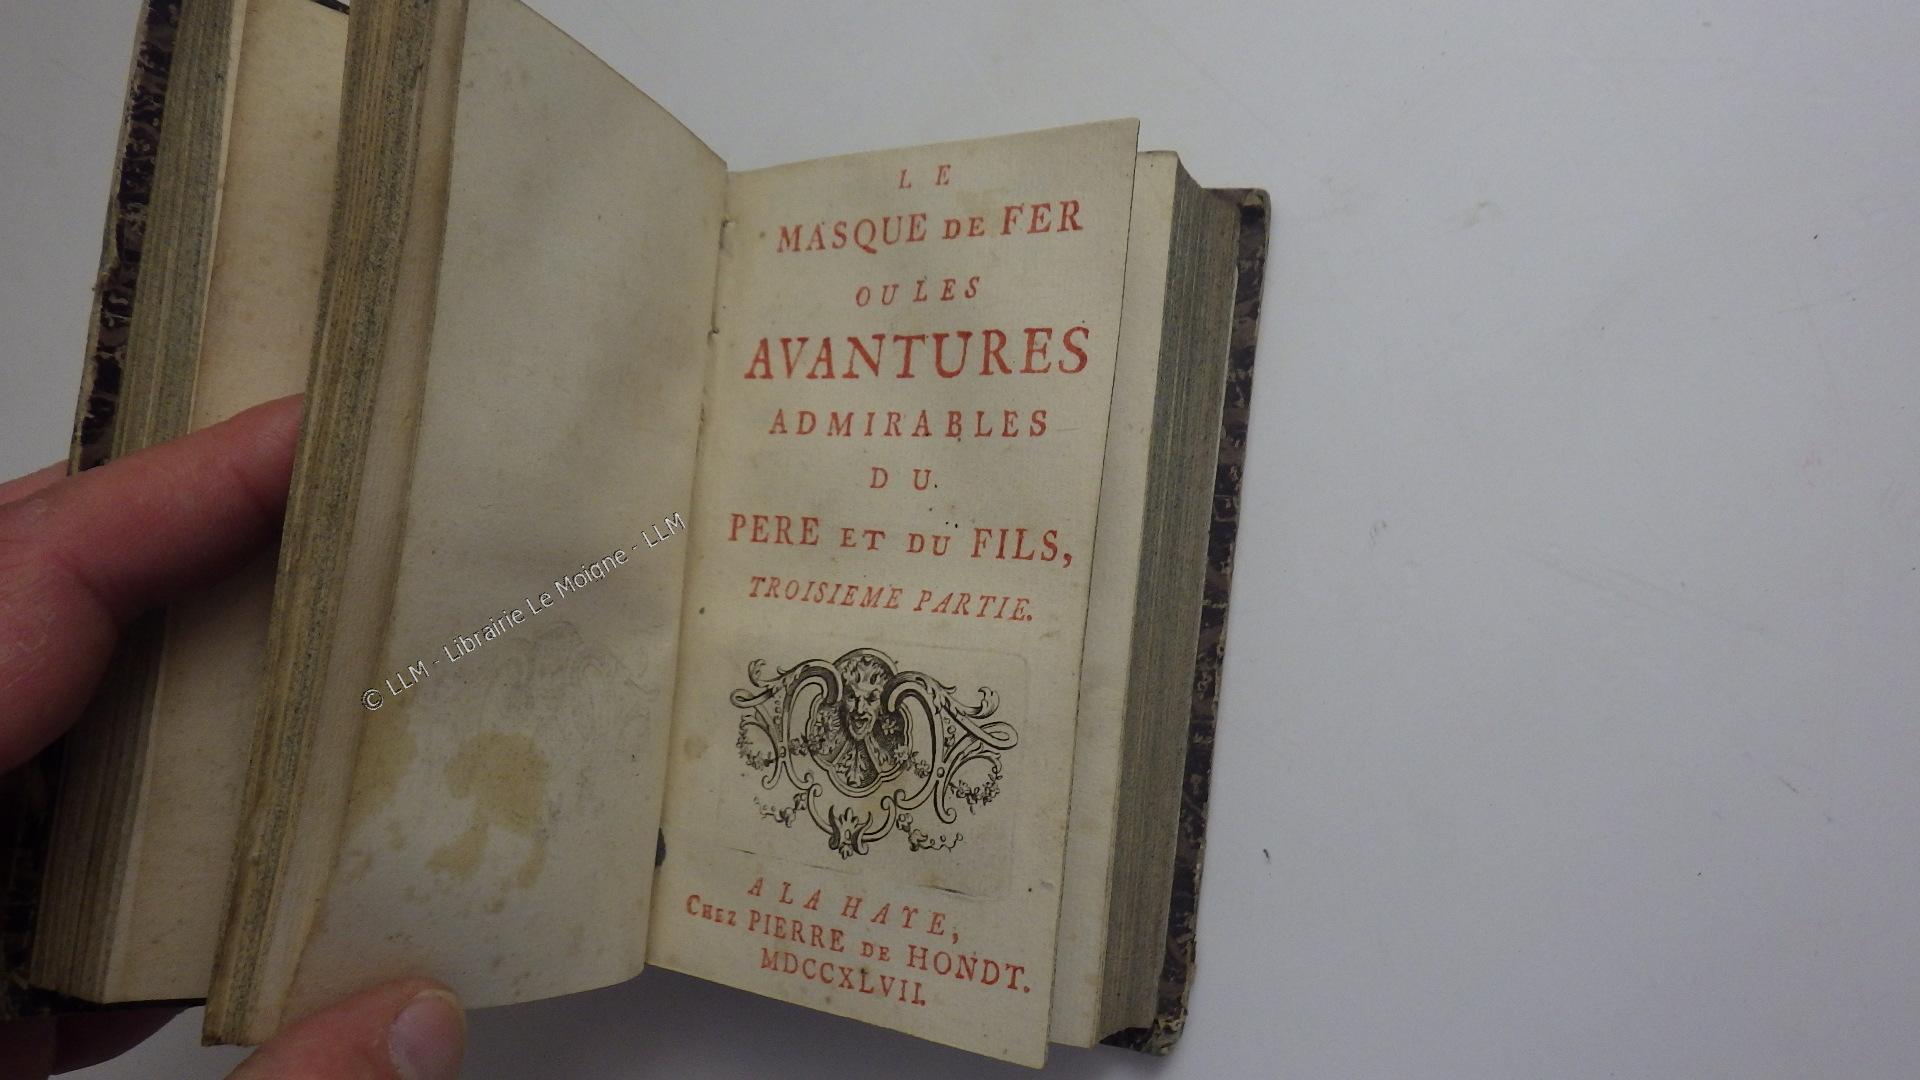 LE
MASQUE DE FER
OU LES
AVANTURES
ADMIRABLES
DU
PERE ET DU FILS,
TROISIEME PARTIE.
A LA HAYE,
CHEZ PIERRE DE HONDT.
MDCCXLVII.
© LLM - Librairie Le Moigne - LLM